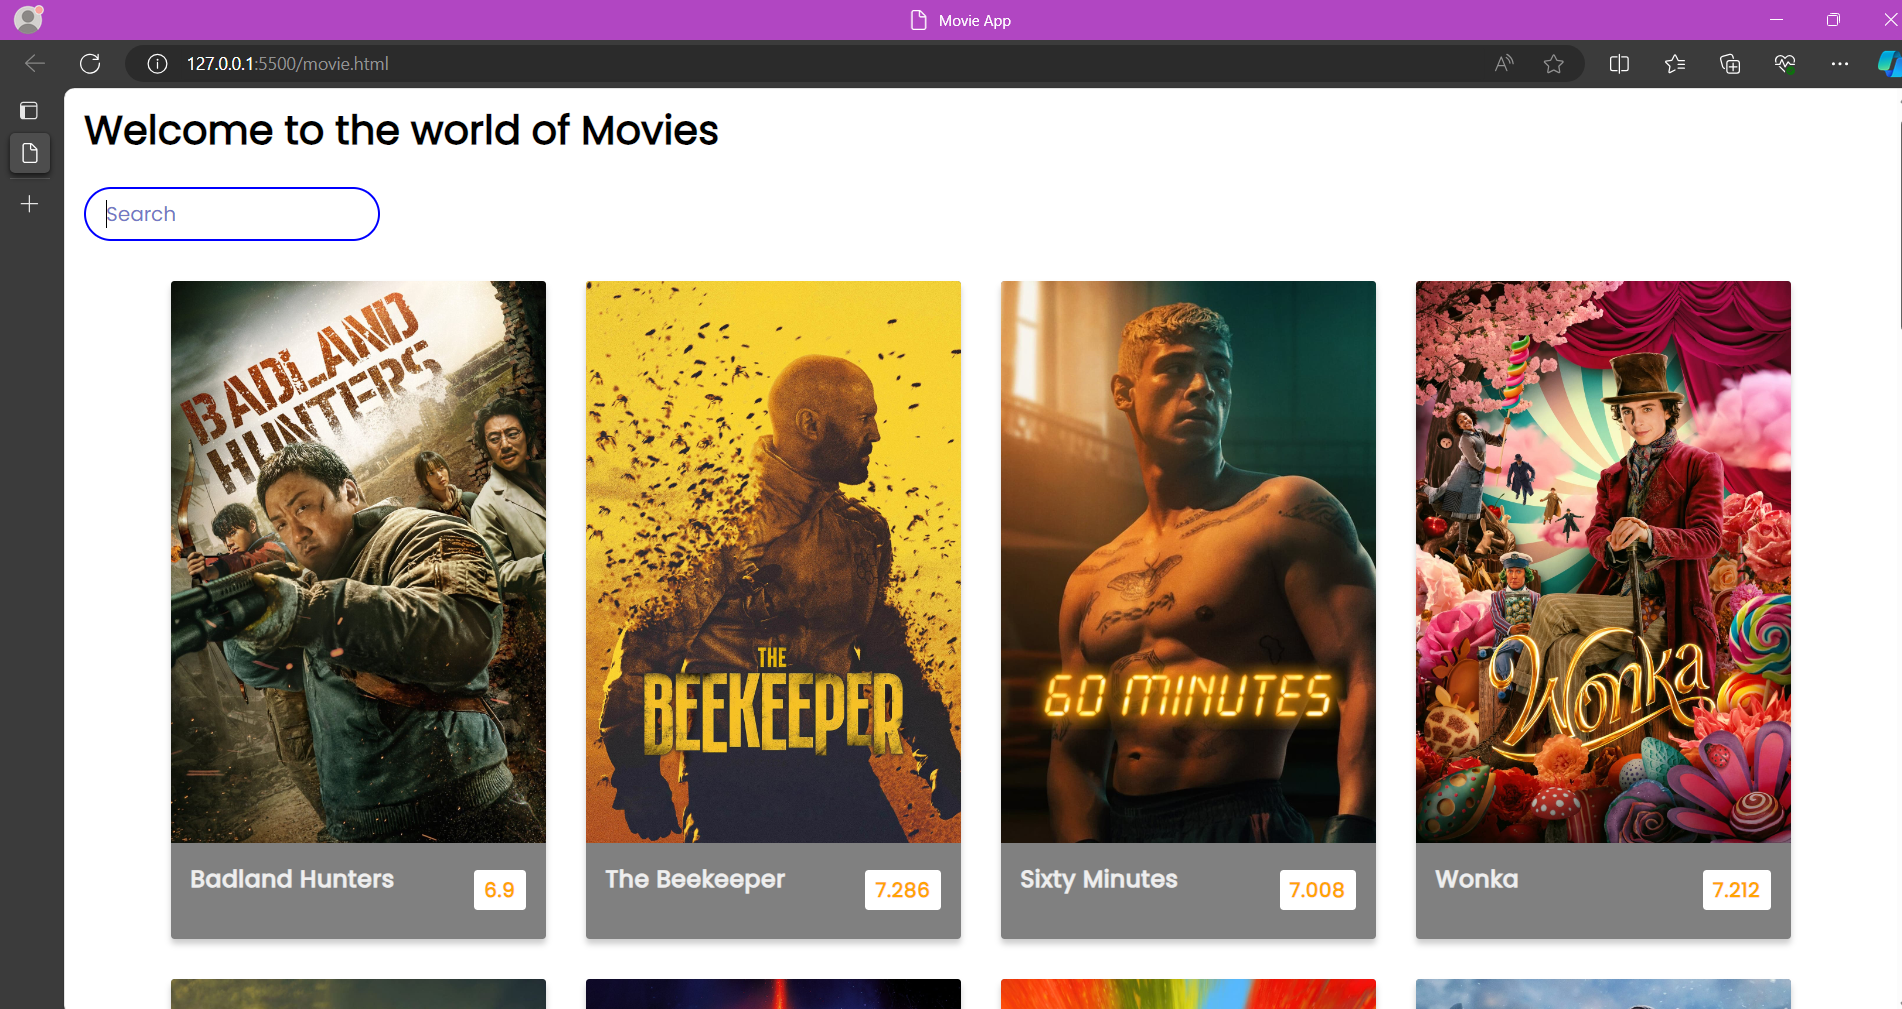 Movie App
127.0.0.1:5500/movie.html
Welcome to the world of Movies
Search
BADLAND
HUNTERS
THE
BEEKEEPER
60 MINUTES
Wonka
Badland Hunters
6.9
The Beekeeper
7.286
Sixty Minutes
7.008
Wonka
7.212